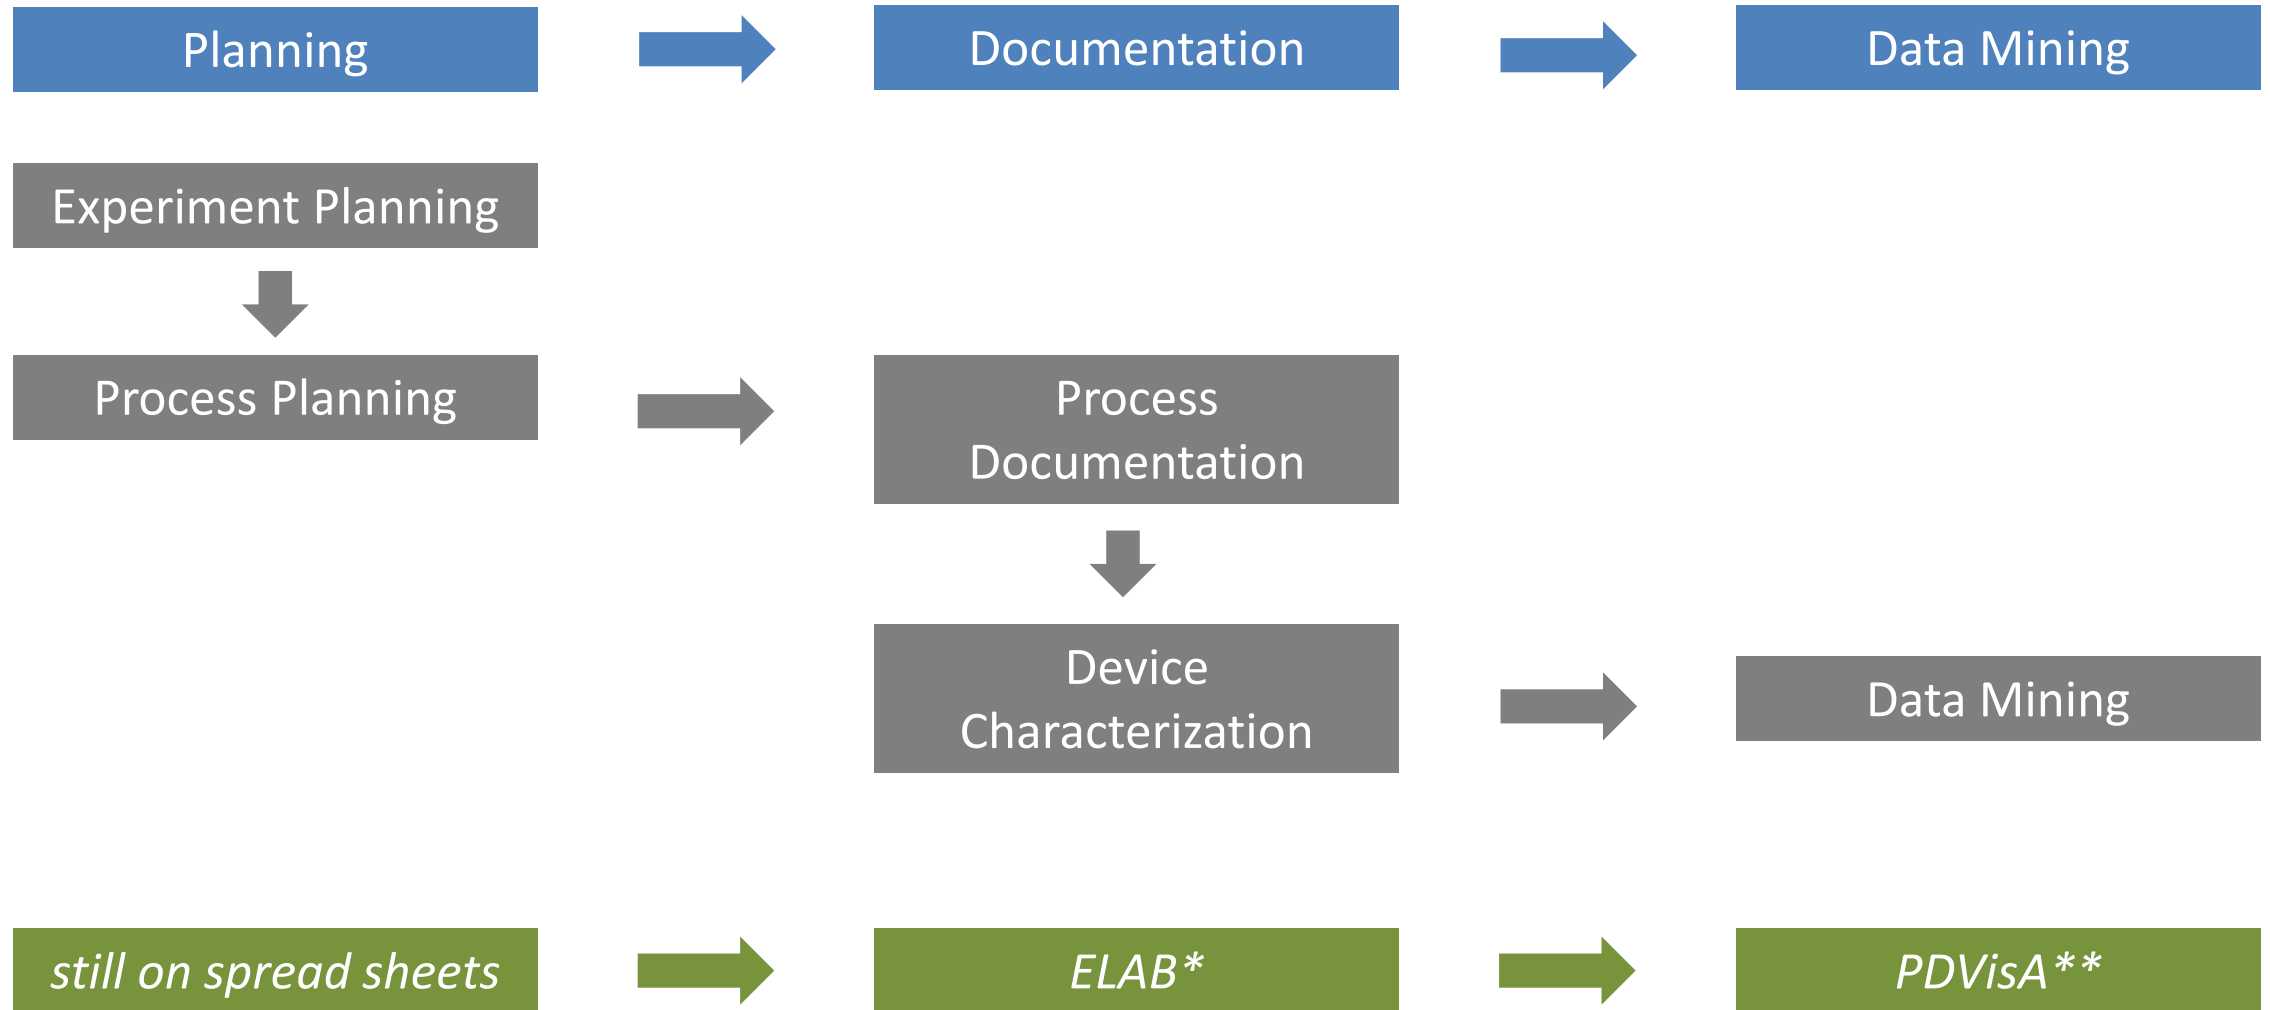 Planning
Documentation
Data Mining
Experiment Planning
Process Planning
Process
Documentation
Device
Characterization
Data Mining
still on spread sheets
ELAB*
PDVisA**